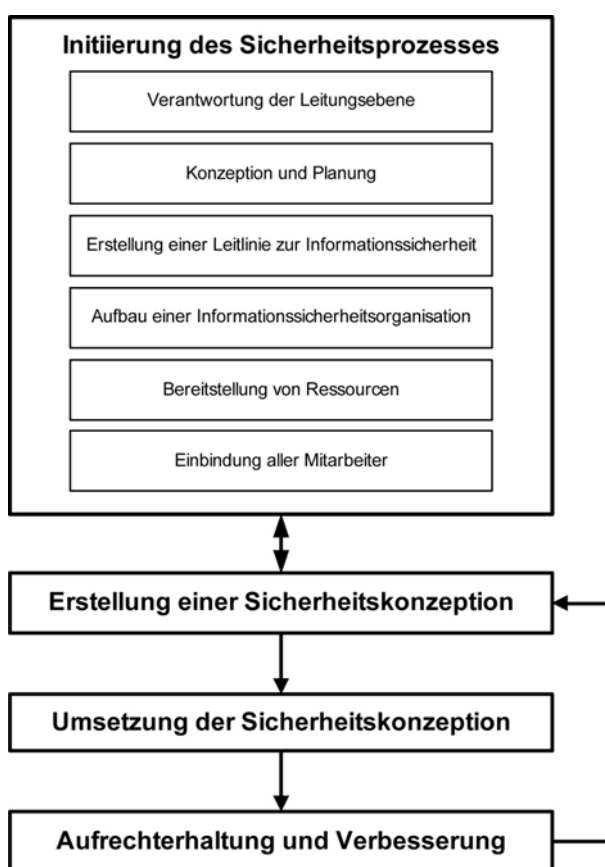 Initiierung des Sicherheitsprozesses
Verantwortung der Leitungsebene
Konzeption und Planung
Erstellung einer Leitlinie zur Informationssicherheit
Aufbau einer Informationssicherheitsorganisation
Bereitstellung von Ressourcen
Einbindung aller Mitarbeiter
Erstellung einer Sicherheitskonzeption
Umsetzung der Sicherheitskonzeption
Aufrechterhaltung und Verbesserung